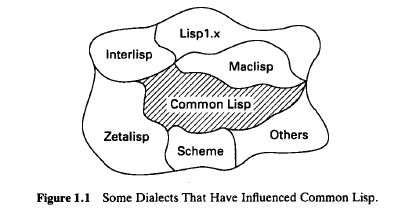 Lisp1.x
Interlisp
Maclisp
Common Lisp
Zetalisp
Others
Scheme
Figure 1.1 Some Dialects That Have Influenced Common Lisp.